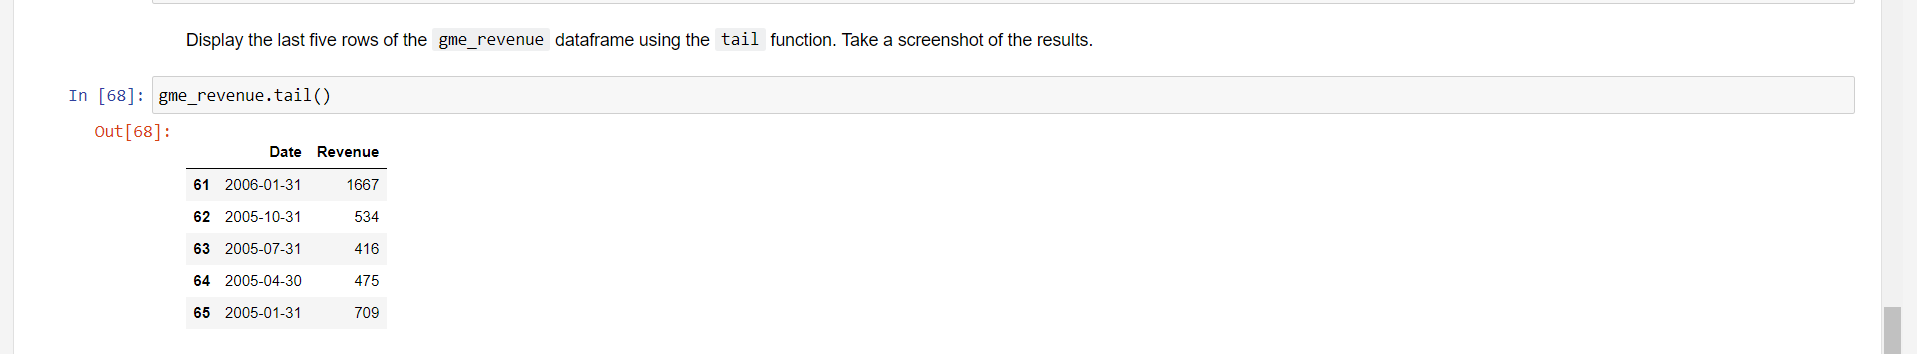 Display the last five rows of the gme_revenue dataframe using the tail function. Take a screenshot of the results.
In [68]: gme_revenue.tail()
Out[68]:
Date Revenue
61 2006-01-31 1667
62 2005-10-31 534
63 2005-07-31 416
64 2005-04-30 475
65 2005-01-31 709